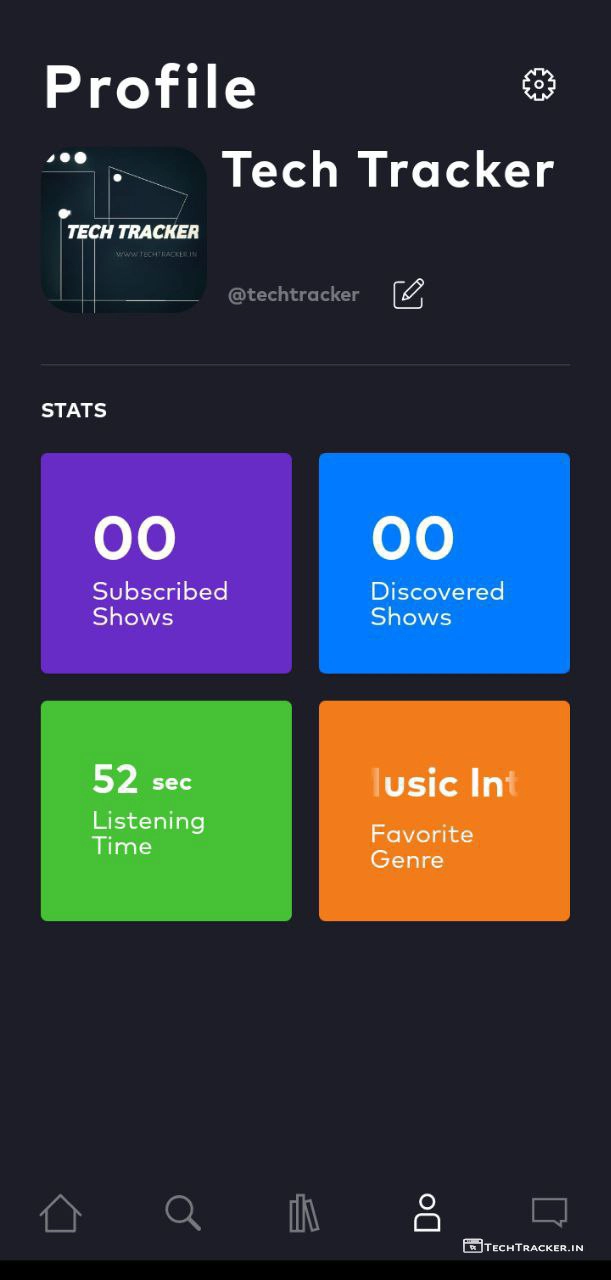 Profile
Tech Tracker
TECH TRACKER
WWW.TECHTRACKER.IN
@techtracker
STATS
00
Subscribed
Shows
00
Discovered
Shows
52 sec
Listening
Time
usic Int
Favorite
Genre
TECHTRACKER.IN